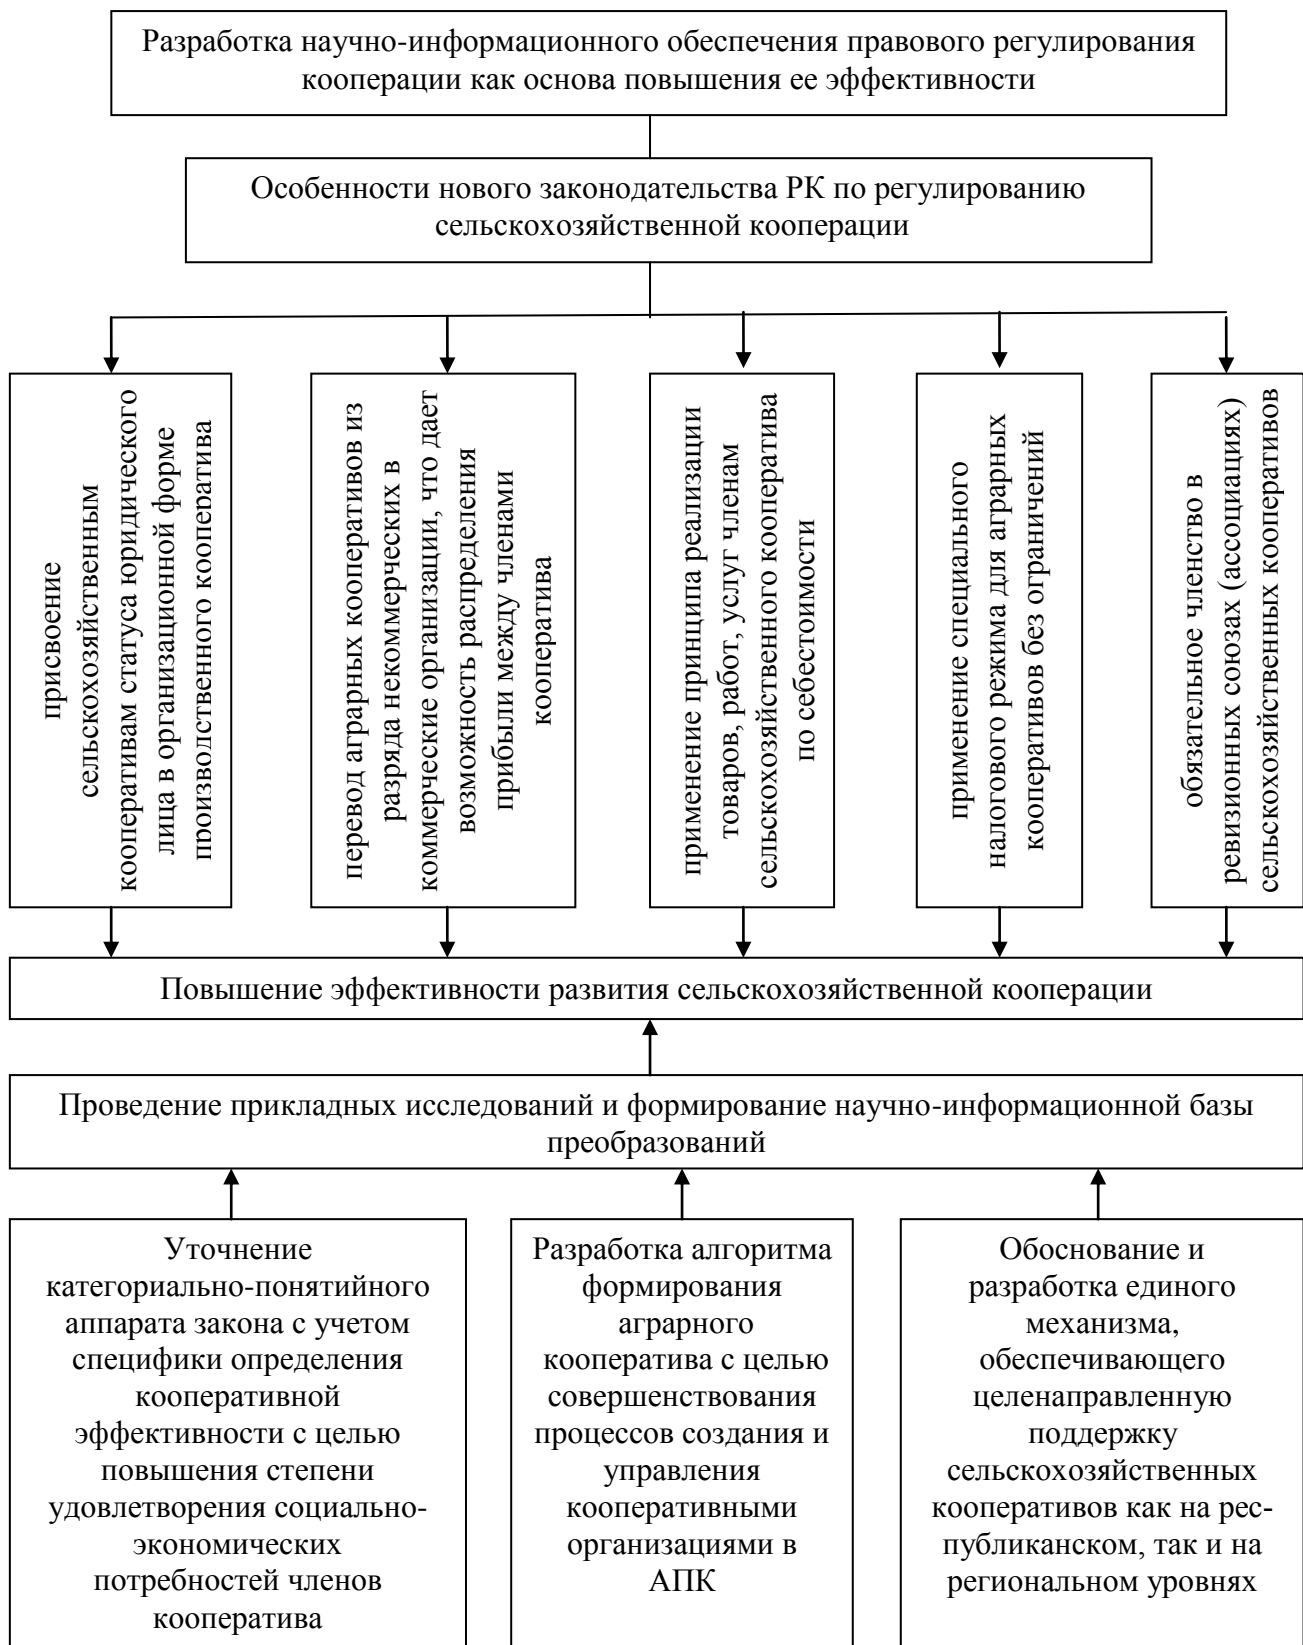 Разработка научно-информационного обеспечения правового регулирования
кооперации как основа повышения ее эффективности
Особенности нового законодательства РК по регулированию
сельскохозяйственной кооперации
присвоение
сельскохозяйственным
кооперативам статуса юридического
лица в организационной форме
производственного кооператива
перевод аграрных кооперативов из
разряда некоммерческих в
коммерческие организации, что дает
возможность распределения
прибыли между членами
кооператива
применение принципа реализации
товаров, работ, услуг членам
сельскохозяйственного кооператива
по себестоимости
применение специального
налогового режима для аграрных
кооперативов без ограничений
обязательное членство в
ревизионных союзах (ассоциациях)
сельскохозяйственных кооперативов
Повышение эффективности развития сельскохозяйственной кооперации
Проведение прикладных исследований и формирование научно-информационной базы
преобразований
Уточнение
категориально-понятийного
аппарата закона с учетом
специфики определения
кооперативной
эффективности с целью
повышения степени
удовлетворения социально-
экономических
потребностей членов
кооператива
Разработка алгоритма
формирования
аграрного
кооператива с целью
совершенствования
процессов создания и
управления
кооперативными
организациями в
АПК
Обоснование и
разработка единого
механизма,
обеспечивающего
целенаправленную
поддержку
сельскохозяйственных
кооперативов как на рес-
публиканском, так и на
региональном уровнях